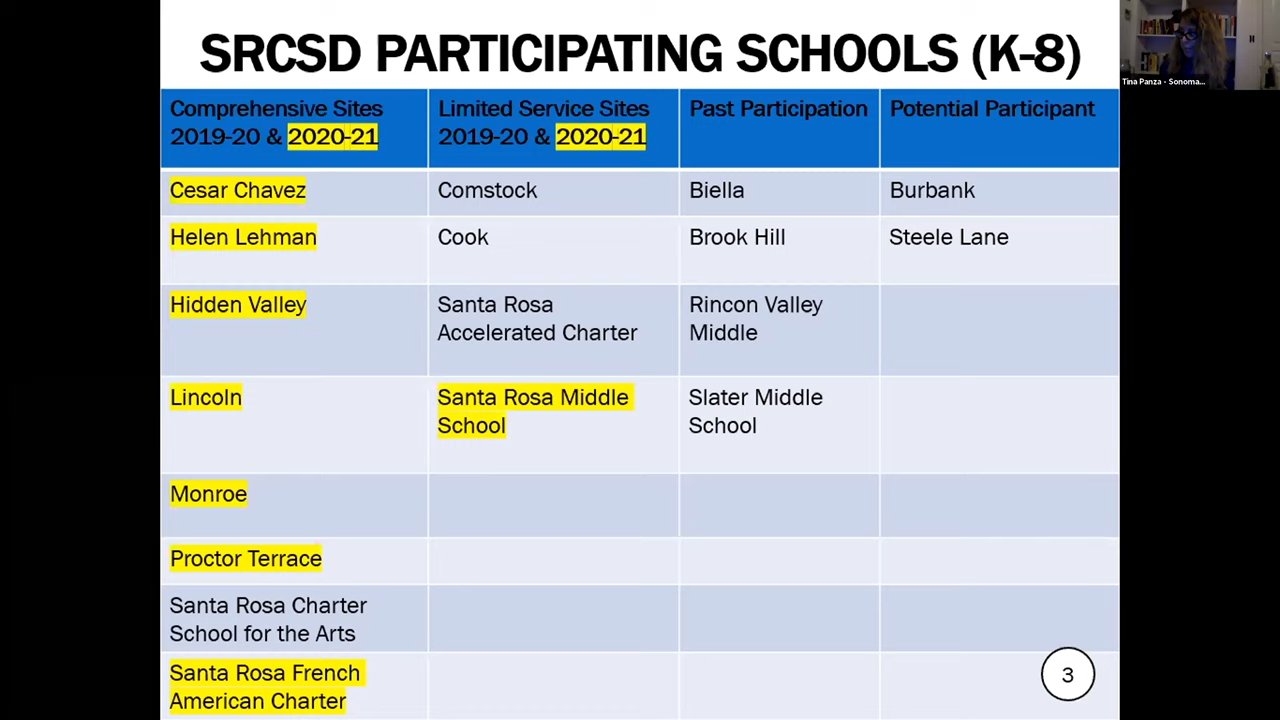 SRCSD PARTICIPATING SCHOOLS (K-8)
Tina Panza - Sonoma...
Comprehensive Sites
2019-20 & 2020-21
Limited Service Sites
2019-20 & 2020-21
Past Participation
Potential Participant
Cesar Chavez
Comstock
Biella
Burbank
Helen Lehman
Cook
Brook Hill
Steele Lane
Hidden Valley
Santa Rosa
Accelerated Charter
Rincon Valley
Middle
Lincoln
Santa Rosa Middle
School
Slater Middle
School
Monroe
Proctor Terrace
Santa Rosa Charter
School for the Arts
Santa Rosa French
American Charter
3